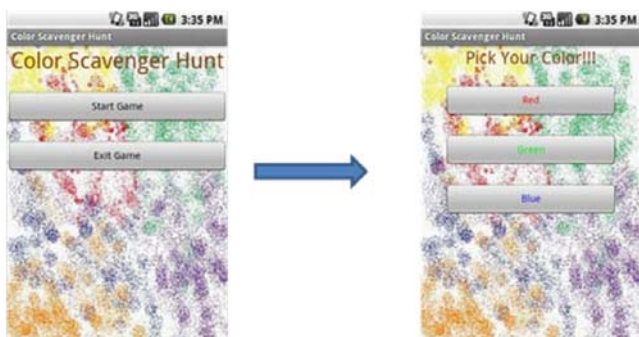 3:35 PM
Color Scavenger Hunt
Color Scavenger Hunt
Start Game
Exit Game
3:35 PM
Color Scavenger Hunt
Pick Your Color!!!
Red
Green
Blue